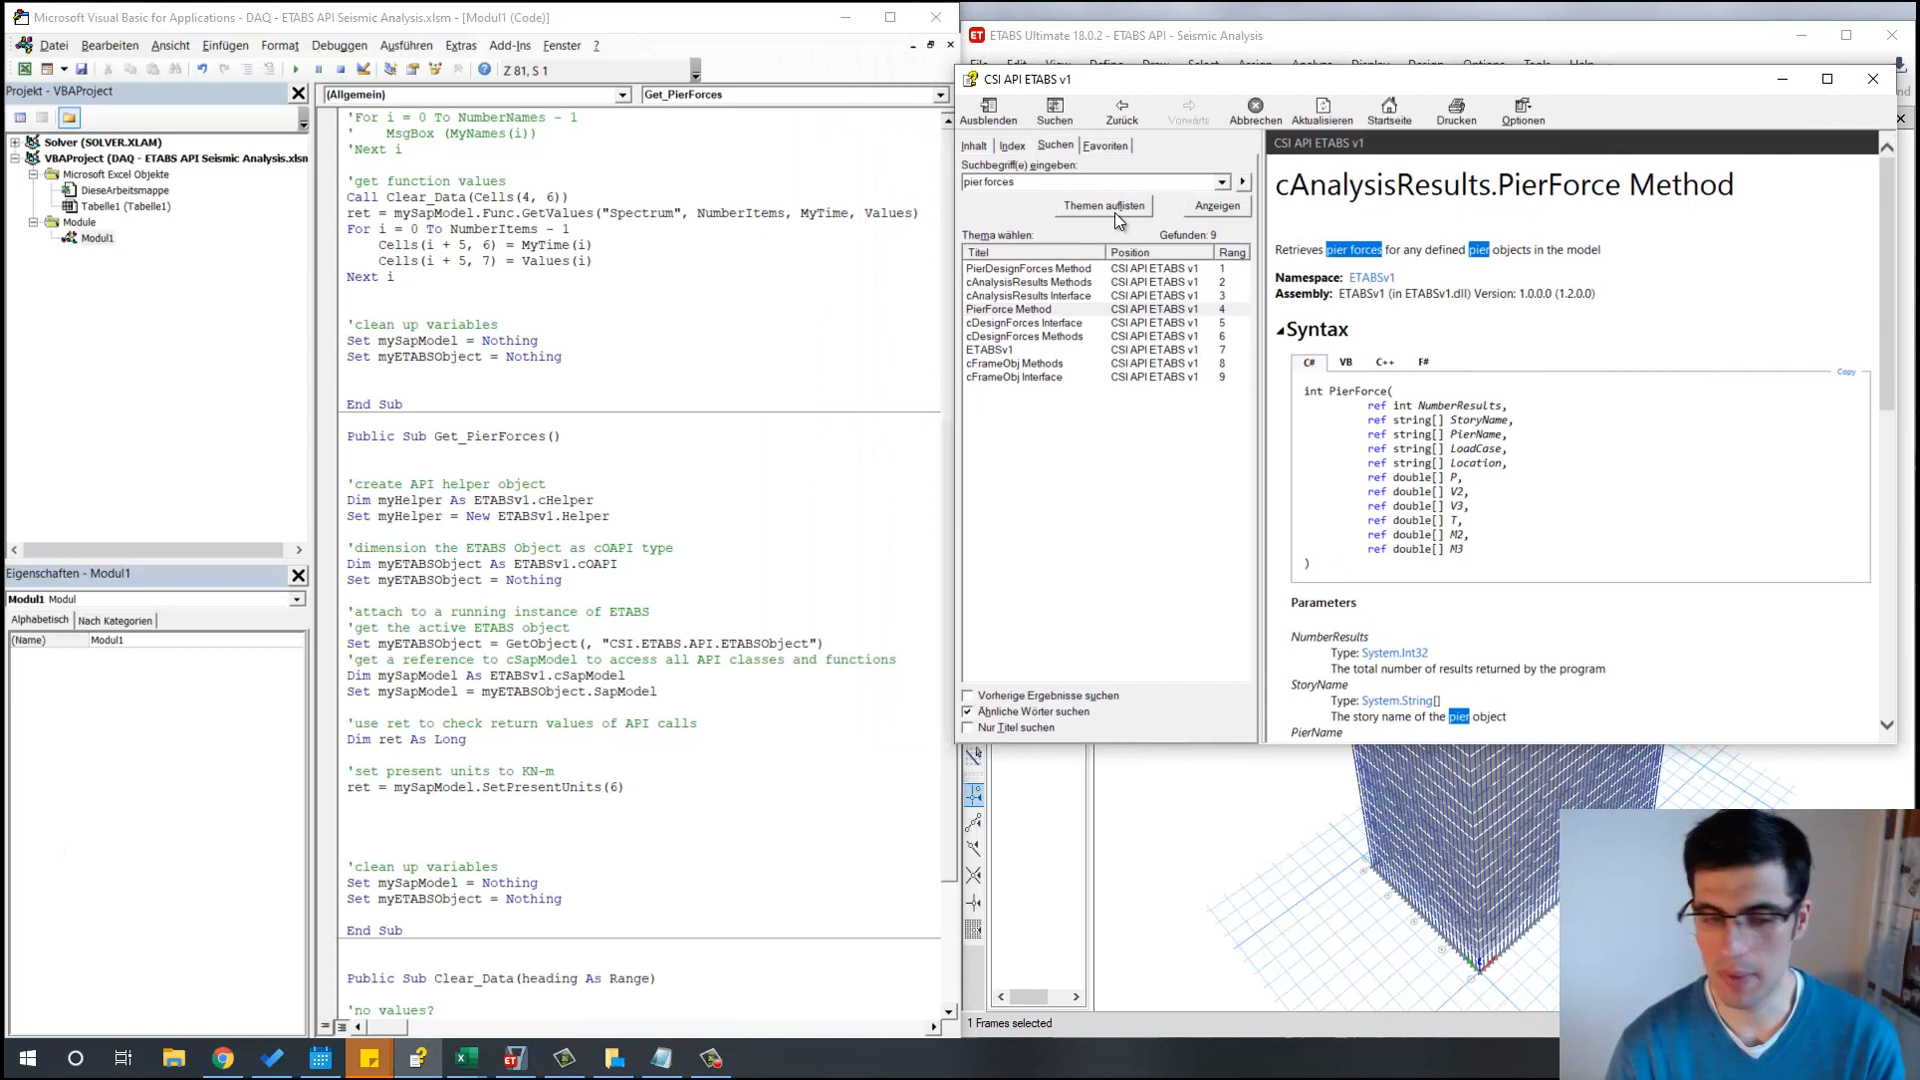 Microsoft Visual Basic for Applications - DAQ - ETABS API Seismic Analysis.xlsm - [Modul1 (Code)]
Datei Bearbeiten Ansicht Einfügen Format Debuggen Ausführen Extras Add-Ins Fenster ?
Z 81, S 1
Projekt - VBAProject
Solver (SOLVER.XLAM)
VBAProject (DAQ - ETABS API Seismic Analysis.xlsm
Microsoft Excel Objekte
DieseArbeitsmappe
Tabelle1 (Tabelle1)
Module
Modul1
Eigenschaften - Modul1
Modul1 Modul
Alphabetisch Nach Kategorien
(Name) Modul1
(Allgemein) Get_PierForces
'For i = 0 To NumberNames - 1
' MsgBox (MyNames(i))
'Next i
'get function values
Call Clear_Data(Cells(4, 6))
ret = mySapModel.Func.GetValues("Spectrum", NumberItems, MyTime, Values)
For i = 0 To NumberItems - 1
Cells(i + 5, 6) = MyTime(i)
Cells(i + 5, 7) = Values(i)
Next i
'clean up variables
Set mySapModel = Nothing
Set myETABSObject = Nothing
End Sub
Public Sub Get_PierForces()
'create API helper object
Dim myHelper As ETABSv1.cHelper
Set myHelper = New ETABSv1.Helper
'dimension the ETABS Object as cOAPI type
Dim myETABSObject As ETABSv1.cOAPI
Set myETABSObject = Nothing
'attach to a running instance of ETABS
'get the active ETABS object
Set myETABSObject = GetObject(, "CSI.ETABS.API.ETABSObject")
'get a reference to cSapModel to access all API classes and functions
Dim mySapModel As ETABSv1.cSapModel
Set mySapModel = myETABSObject.SapModel
'use ret to check return values of API calls
Dim ret As Long
'set present units to KN-m
ret = mySapModel.SetPresentUnits(6)
'clean up variables
Set mySapModel = Nothing
Set myETABSObject = Nothing
End Sub
Public Sub Clear_Data(heading As Range)
'no values?
ETABS Ultimate 18.0.2 - ETABS API - Seismic Analysis
CSI API ETABS v1
Ausblenden Suchen Zurück Vorwärts Abbrechen Aktualisieren Startseite Drucken Optionen
Inhalt Index Suchen Favoriten
Suchbegriff(e) eingeben:
pier forces
Themen auflisten Anzeigen
Thema wählen: Gefunden: 9
Titel Position Rang
PierDesignForces Method CSI API ETABS v1 1
cAnalysisResults Methods CSI API ETABS v1 2
cAnalysisResults Interface CSI API ETABS v1 3
PierForce Method CSI API ETABS v1 4
cDesignForces Interface CSI API ETABS v1 5
cDesignForces Methods CSI API ETABS v1 6
ETABSv1 CSI API ETABS v1 7
cFrameObj Methods CSI API ETABS v1 8
cFrameObj Interface CSI API ETABS v1 9
Vorherige Ergebnisse suchen
Ähnliche Wörter suchen
Nur Titel suchen
CSI API ETABS v1
cAnalysisResults.PierForce Method
Retrieves pier forces for any defined pier objects in the model
Namespace: ETABSv1
Assembly: ETABSv1 (in ETABSv1.dll) Version: 1.0.0.0 (1.2.0.0)
Syntax
C# VB C++ F#
Copy
int PierForce(
ref int NumberResults,
ref string[] StoryName,
ref string[] PierName,
ref string[] LoadCase,
ref string[] Location,
ref double[] P,
ref double[] V2,
ref double[] V3,
ref double[] T,
ref double[] M2,
ref double[] M3
)
Parameters
NumberResults
Type: System.Int32
The total number of results returned by the program
StoryName
Type: System.String[]
The story name of the pier object
PierName
1 Frames selected